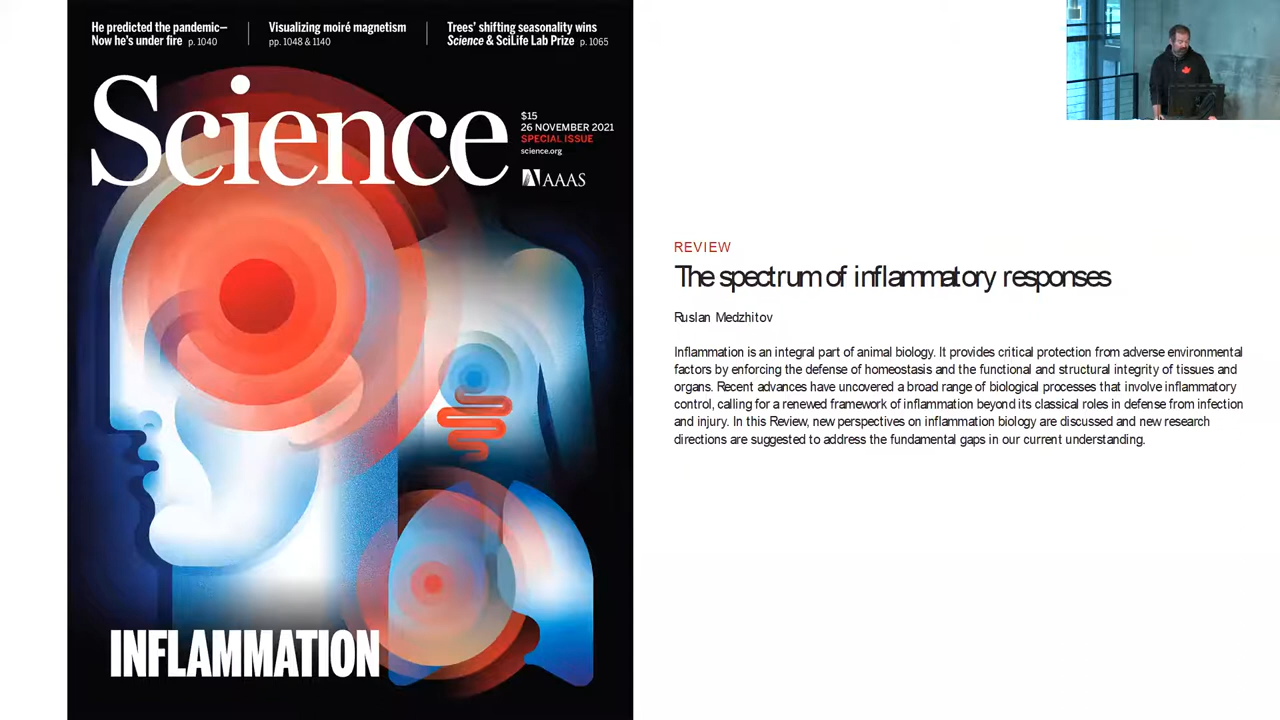 He predicted the pandemic—
Now he's under fire p. 1040
Visualizing moiré magnetism
pp. 1048 & 1140
Trees' shifting seasonality wins
Science & SciLife Lab Prize p. 1065
Science
$15
26 NOVEMBER 2021
SPECIAL ISSUE
science.org
AAAS
INFLAMMATION
REVIEW
The spectrum of inflammatory responses
Ruslan Medzhitov
Inflammation is an integral part of animal biology. It provides critical protection from adverse environmental
factors by enforcing the defense of homeostasis and the functional and structural integrity of tissues and
organs. Recent advances have uncovered a broad range of biological processes that involve inflammatory
control, calling for a renewed framework of inflammation beyond its classical roles in defense from infection
and injury. In this Review, new perspectives on inflammation biology are discussed and new research
directions are suggested to address the fundamental gaps in our current understanding.